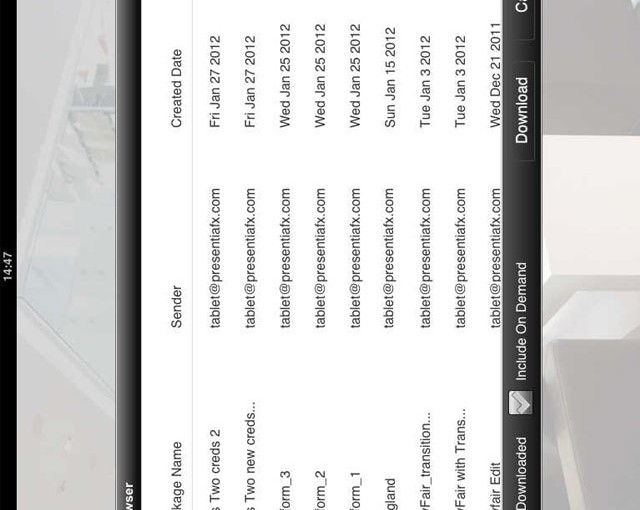 14:47
wser
kage Name Sender Created Date
s Two creds 2 tablet@presentiafx.com Fri Jan 27 2012
s Two new creds... tablet@presentiafx.com Fri Jan 27 2012
form_3 tablet@presentiafx.com Wed Jan 25 2012
form_2 tablet@presentiafx.com Wed Jan 25 2012
form_1 tablet@presentiafx.com Wed Jan 25 2012
gland tablet@presentiafx.com Sun Jan 15 2012
yFair_transition... tablet@presentiafx.com Tue Jan 3 2012
yFair with Trans... tablet@presentiafx.com Tue Jan 3 2012
yfair Edit tablet@presentiafx.com Wed Dec 21 2011
Downloaded Include On Demand Download Ca